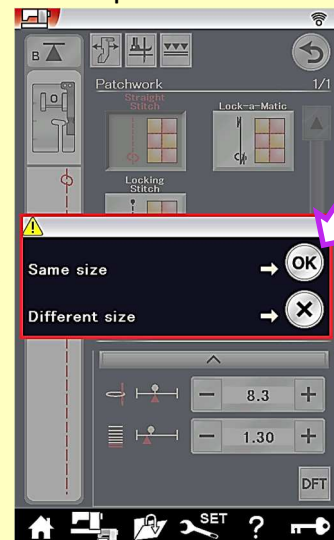 B
Patchwork 1/1
Straight Stitch
Lock-a-Matic
Locking Stitch
Same size → OK
Different size → X
− 8.3 +
− 1.30 +
DFT
SET ?